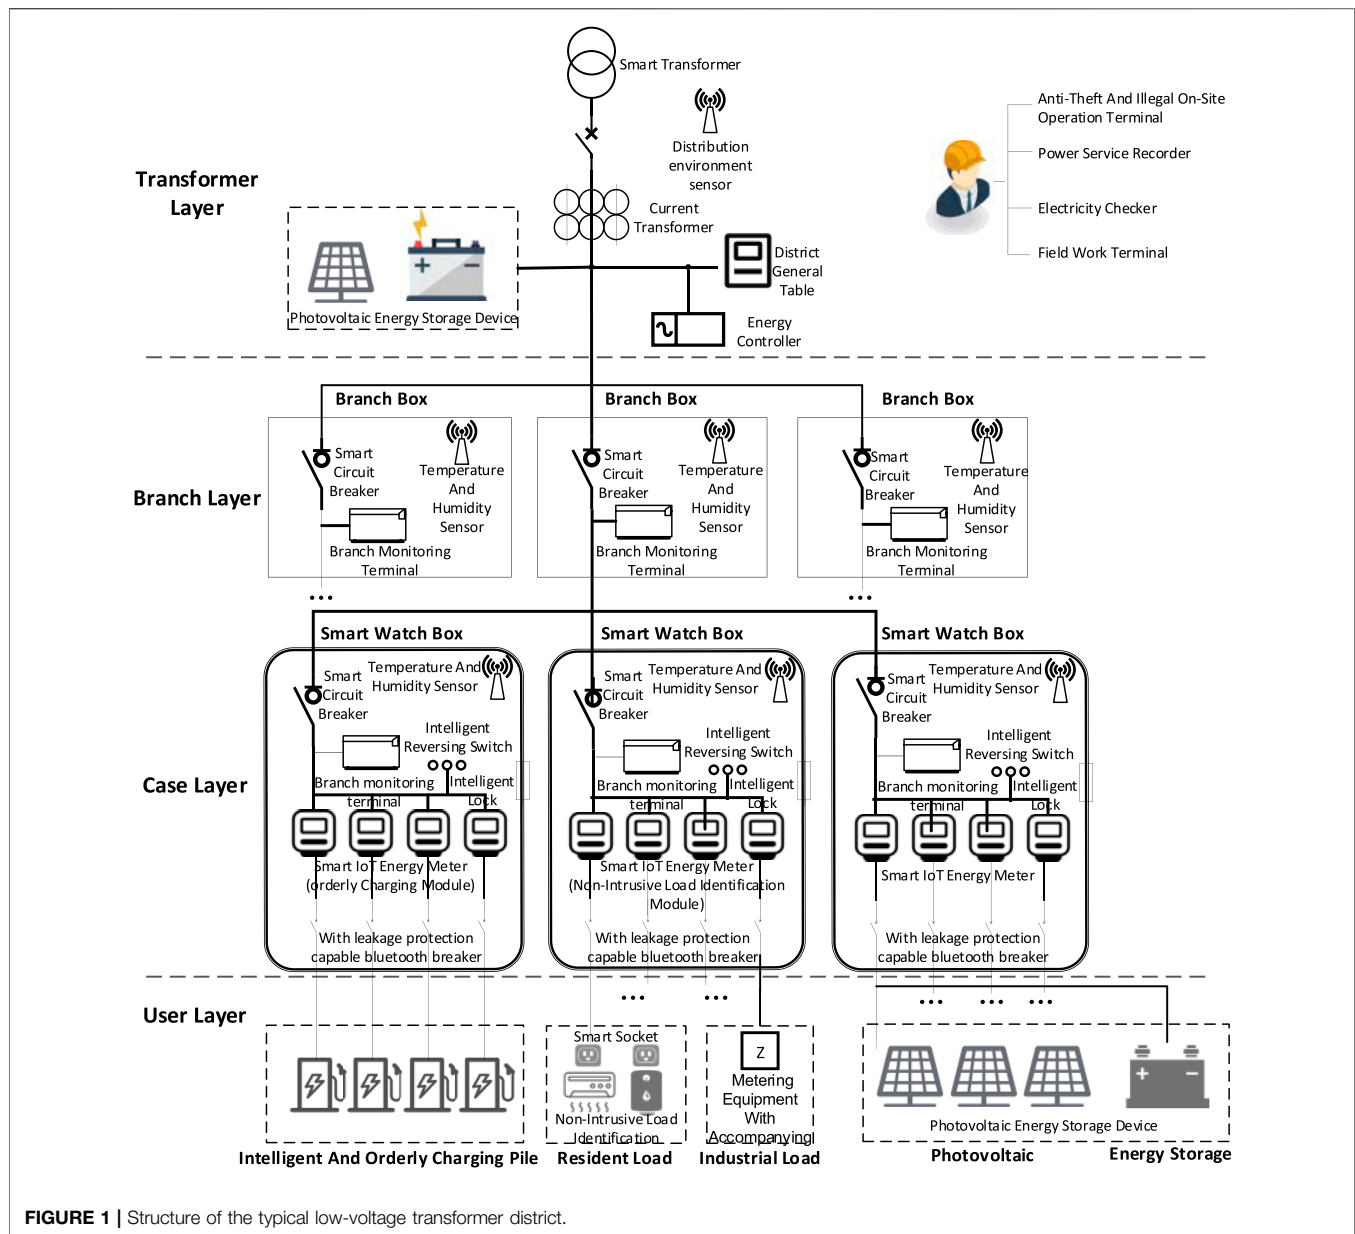 Smart Transformer
Distribution
environment
sensor
Anti-Theft And Illegal On-Site
Operation Terminal
Power Service Recorder
Electricity Checker
Field Work Terminal
Transformer
Layer
Current
Transformer
District
General
Table
Photovoltaic Energy Storage Device
Energy
Controller
Branch Box
Branch Box
Branch Box
Branch Layer
Smart
Circuit
Breaker
Temperature
And
Humidity
Sensor
Branch Monitoring
Terminal
Smart
Circuit
Breaker
Temperature
And
Humidity
Sensor
Branch Monitoring
Terminal
Smart
Circuit
Breaker
Temperature
And
Humidity
Sensor
Branch Monitoring
Terminal
...
...
Smart Watch Box
Smart Watch Box
Smart Watch Box
Case Layer
Smart
Circuit
Breaker
Temperature And
Humidity Sensor
Intelligent
Reversing Switch
Branch monitoring
terminal
Intelligent
Lock
Smart IoT Energy Meter
(orderly Charging Module)
With leakage protection
capable bluetooth breaker
Smart
Circuit
Breaker
Temperature And
Humidity Sensor
Intelligent
Reversing Switch
Branch monitoring
terminal
Intelligent
Lock
Smart IoT Energy Meter
(Non-Intrusive Load Identification
Module)
With leakage protection
capable bluetooth breaker
Smart
Circuit
Breaker
Temperature And
Humidity Sensor
Intelligent
Reversing Switch
Branch monitoring
terminal
Intelligent
Lock
Smart IoT Energy Meter
With leakage protection
capable bluetooth breaker
User Layer
... ...
... ... ...
Smart Socket
Non-Intrusive Load
Identification
Z
Metering
Equipment
With
Accompanying
Photovoltaic Energy Storage Device
Intelligent And Orderly Charging Pile
Resident Load
Industrial Load
Photovoltaic
Energy Storage
FIGURE 1 | Structure of the typical low-voltage transformer district.